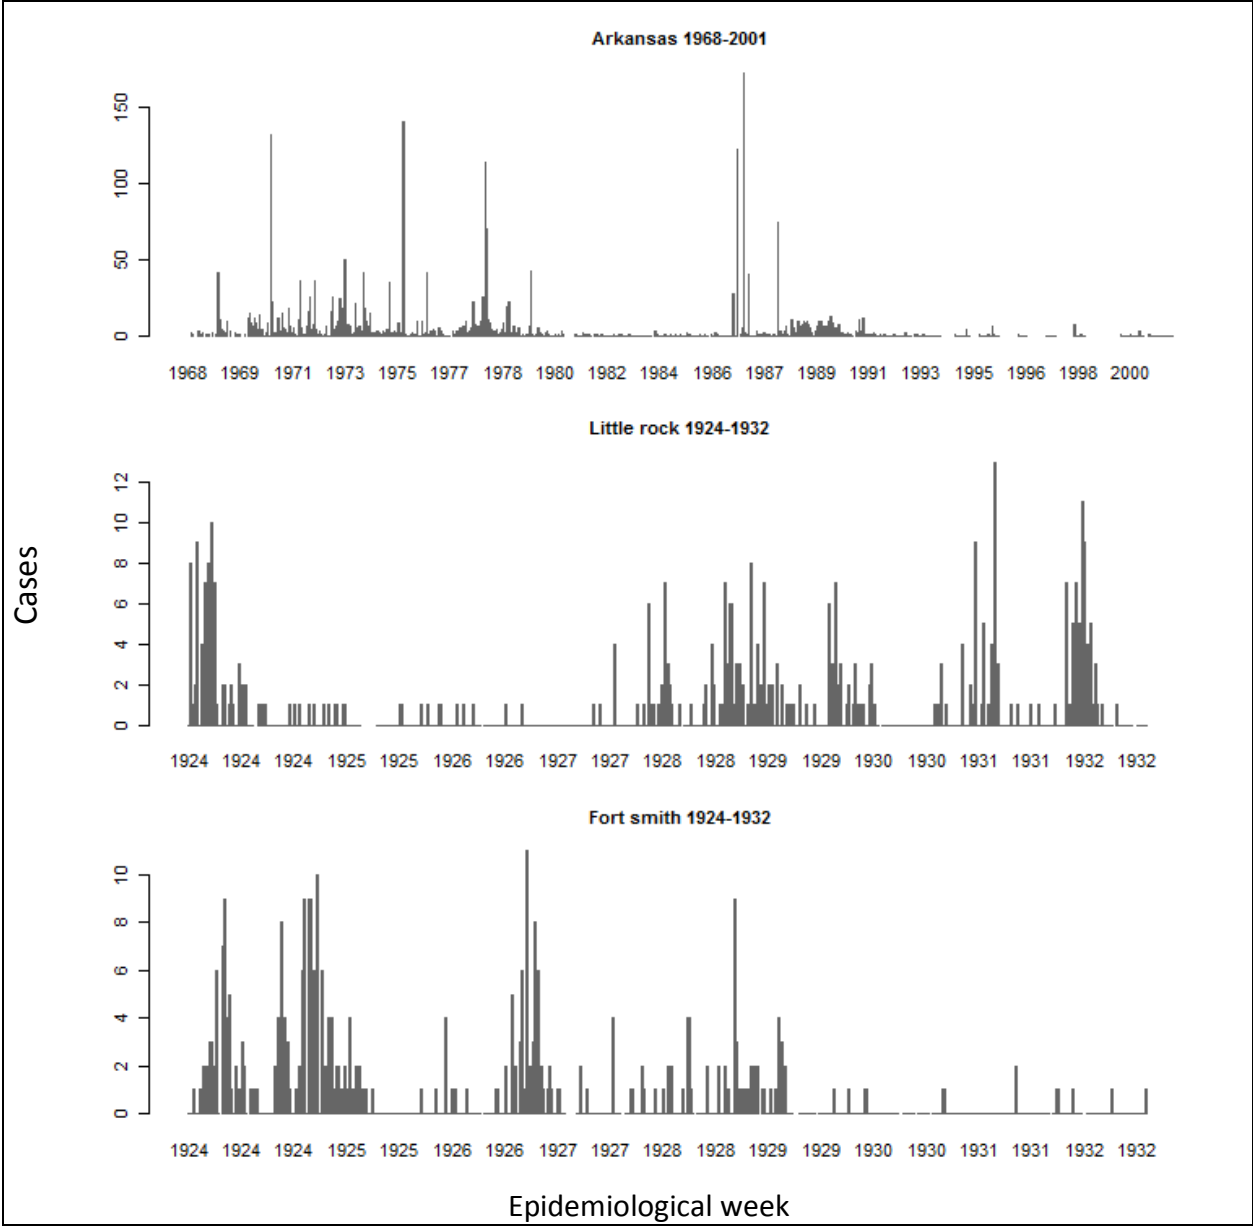 Arkansas 1968-2001
150
100
50
0
1968 1969 1971 1973 1975 1977 1978 1980 1982 1984 1986 1987 1989 1991 1993 1995 1996 1998 2000
Little rock 1924-1932
12
10
8
6
4
2
0
1924 1924 1924 1925 1925 1926 1926 1927 1927 1928 1928 1929 1929 1930 1930 1931 1931 1932 1932
Cases
Fort smith 1924-1932
10
8
6
4
2
0
1924 1924 1924 1925 1925 1926 1926 1927 1927 1928 1928 1929 1929 1930 1930 1931 1931 1932 1932
Epidemiological week